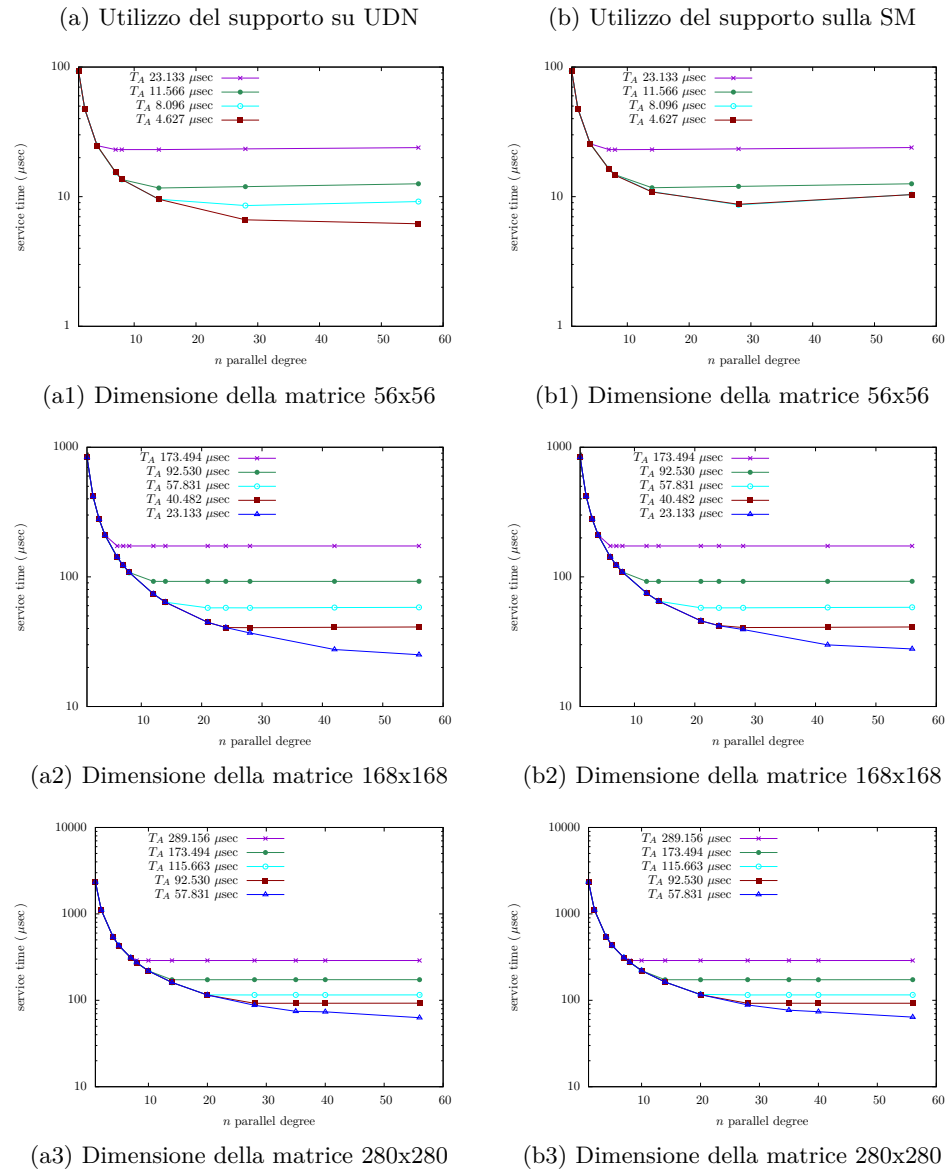 (a) Utilizzo del supporto su UDN
(b) Utilizzo del supporto sulla SM
100
10
1
service time ( μsec)
T_A 23.133 μsec
T_A 11.566 μsec
T_A 8.096 μsec
T_A 4.627 μsec
10 20 30 40 50 60
n parallel degree
(a1) Dimensione della matrice 56x56
100
10
1
service time ( μsec)
T_A 23.133 μsec
T_A 11.566 μsec
T_A 8.096 μsec
T_A 4.627 μsec
10 20 30 40 50 60
n parallel degree
(b1) Dimensione della matrice 56x56
1000
100
10
service time ( μsec)
T_A 173.494 μsec
T_A 92.530 μsec
T_A 57.831 μsec
T_A 40.482 μsec
T_A 23.133 μsec
10 20 30 40 50 60
n parallel degree
(a2) Dimensione della matrice 168x168
1000
100
10
service time ( μsec)
T_A 173.494 μsec
T_A 92.530 μsec
T_A 57.831 μsec
T_A 40.482 μsec
T_A 23.133 μsec
10 20 30 40 50 60
n parallel degree
(b2) Dimensione della matrice 168x168
10000
1000
100
10
service time ( μsec)
T_A 289.156 μsec
T_A 173.494 μsec
T_A 115.663 μsec
T_A 92.530 μsec
T_A 57.831 μsec
10 20 30 40 50 60
n parallel degree
(a3) Dimensione della matrice 280x280
10000
1000
100
10
service time ( μsec)
T_A 289.156 μsec
T_A 173.494 μsec
T_A 115.663 μsec
T_A 92.530 μsec
T_A 57.831 μsec
10 20 30 40 50 60
n parallel degree
(b3) Dimensione della matrice 280x280